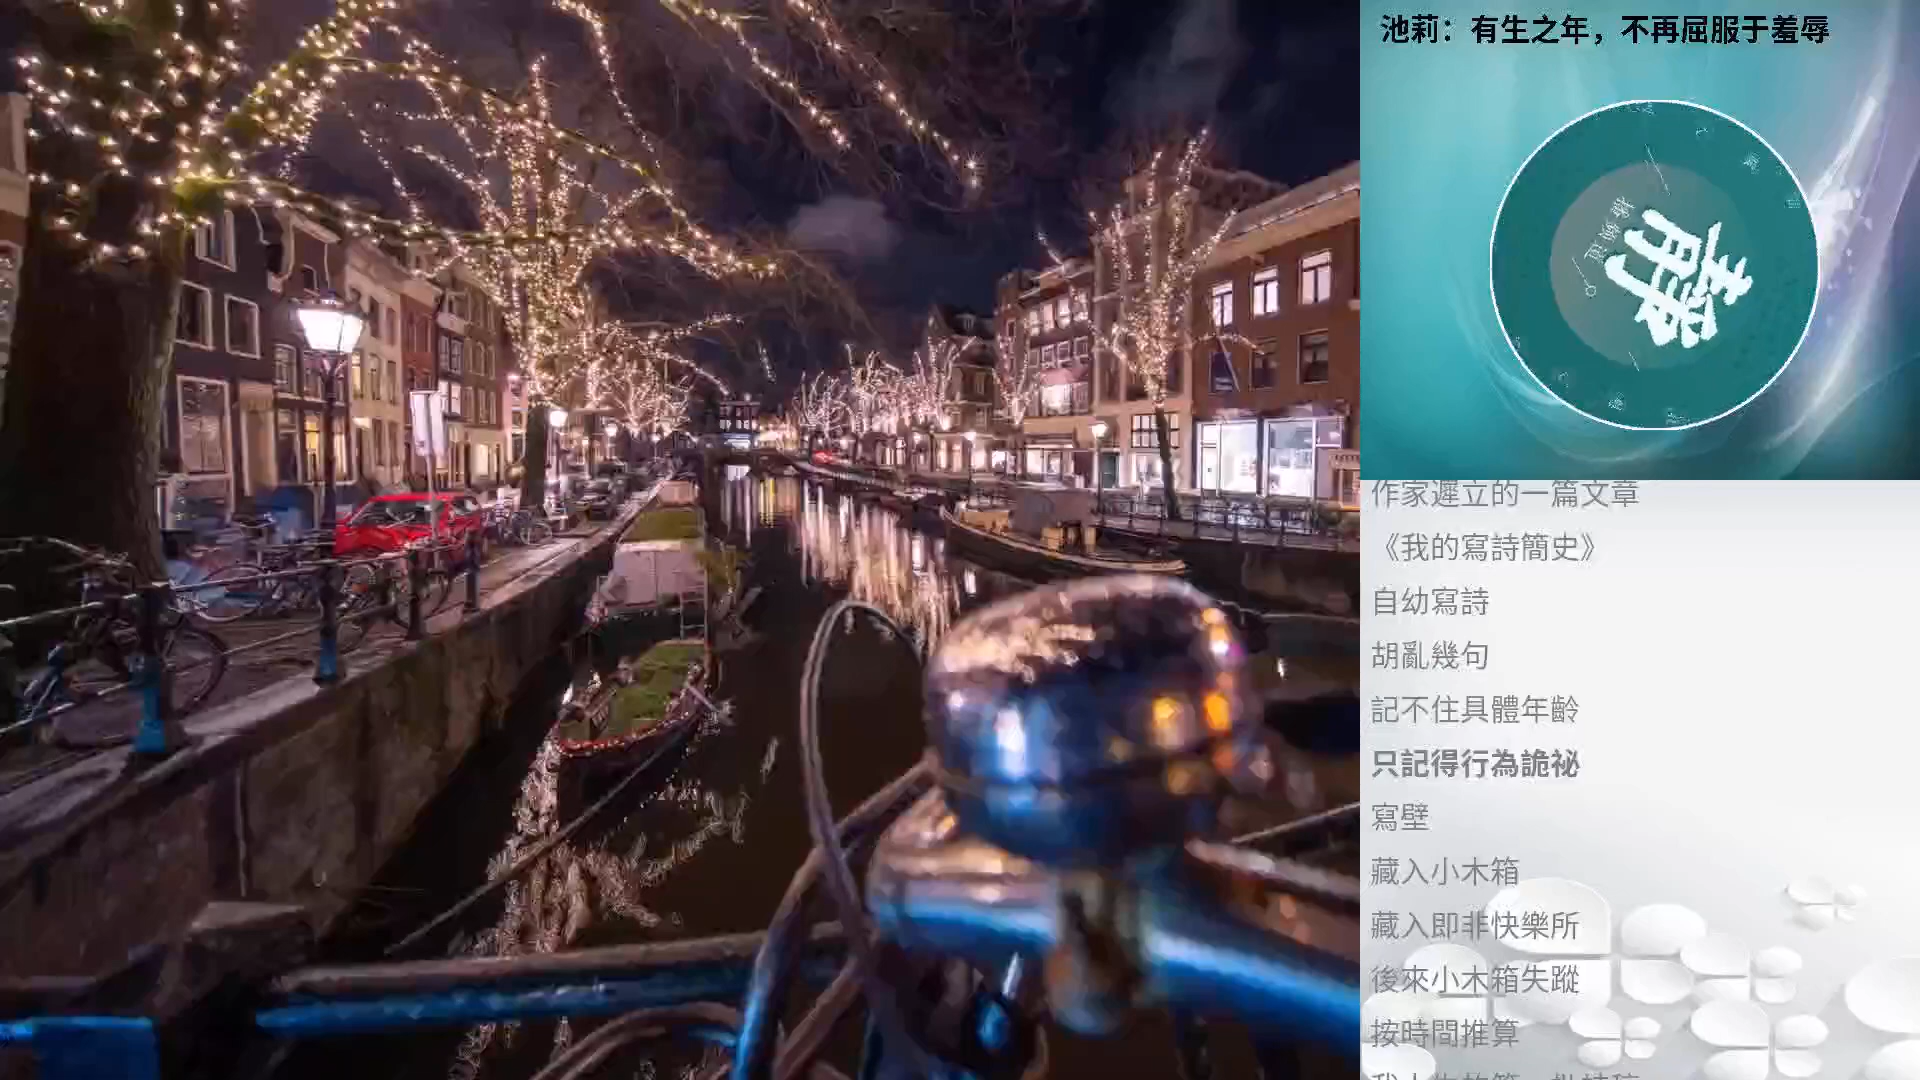 池莉：有生之年，不再屈服于羞辱
靜
作家遲立的一篇文章
《我的寫詩簡史》
自幼寫詩
胡亂幾句
記不住具體年齡
只記得行為詭祕
寫壁
藏入小木箱
藏入即非快樂所
後來小木箱失蹤
按時間推算